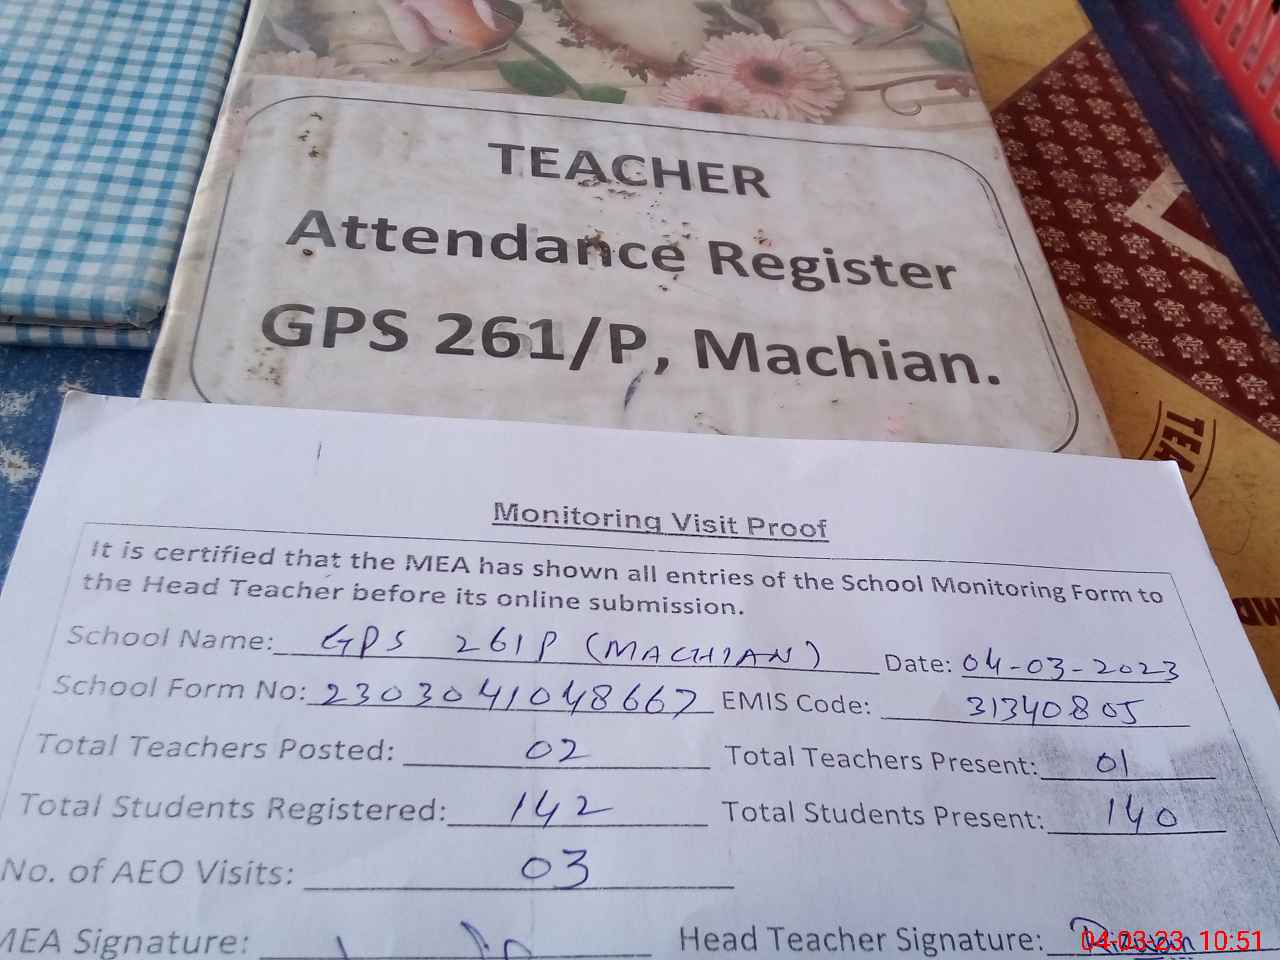 TEACHER
Attendance Register
GPS 261/P, Machian.
TEA
Monitoring Visit Proof
It is certified that the MEA has shown all entries of the School Monitoring Form to
the Head Teacher before its online submission.
School Name: GPS 261P (MACHIAN) Date: 04-03-2023
School Form No: 2303041048667 EMIS Code: 31340805
Total Teachers Posted: 02 Total Teachers Present: 01
Total Students Registered: 142 Total Students Present: 140
No. of AEO Visits: 03
MEA Signature: Head Teacher Signature:
04-03-23 10:51